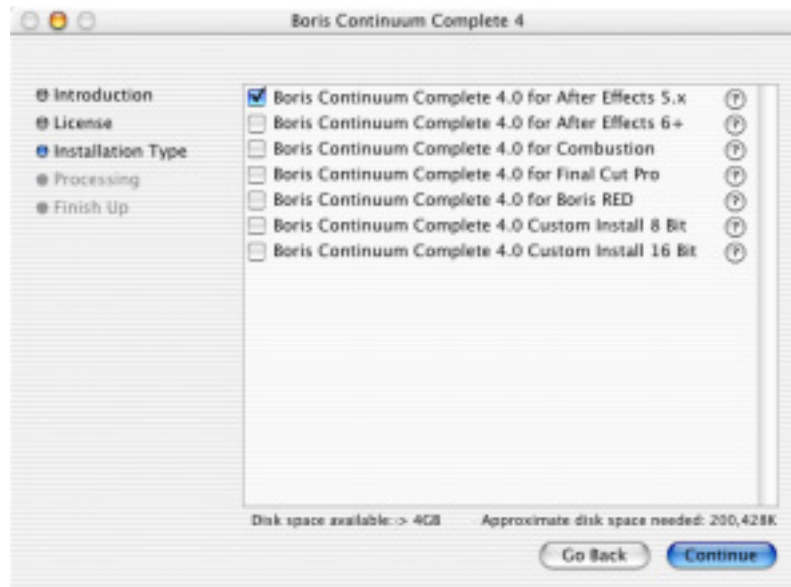 Boris Continuum Complete 4
Introduction
License
Installation Type
Processing
Finish Up
Boris Continuum Complete 4.0 for After Effects 5.x
Boris Continuum Complete 4.0 for After Effects 6+
Boris Continuum Complete 4.0 for Combustion
Boris Continuum Complete 4.0 for Final Cut Pro
Boris Continuum Complete 4.0 for Boris RED
Boris Continuum Complete 4.0 Custom Install 8 Bit
Boris Continuum Complete 4.0 Custom Install 16 Bit
Disk space available: > 4GB Approximate disk space needed: 200,428K
Go Back Continue